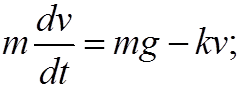 m dv/dt = mg − kv;